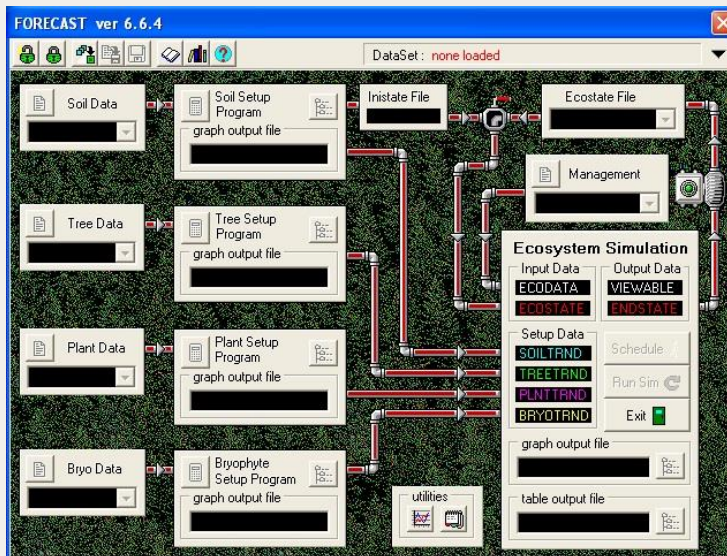 FORECAST ver 6.6.4
DataSet : none loaded
Soil Data
Soil Setup
Program
graph output file
Inistate File
Ecostate File
Management
Tree Data
Tree Setup
Program
graph output file
Plant Data
Plant Setup
Program
graph output file
Bryo Data
Bryophyte
Setup Program
graph output file
utilities
Ecosystem Simulation
Input Data
Output Data
ECODATA
VIEWABLE
ECOSTATE
ENDSTATE
Setup Data
SOILTRND
TREETRND
PLNTTRND
BRYOTRND
Schedule
Run Sim
Exit
graph output file
table output file